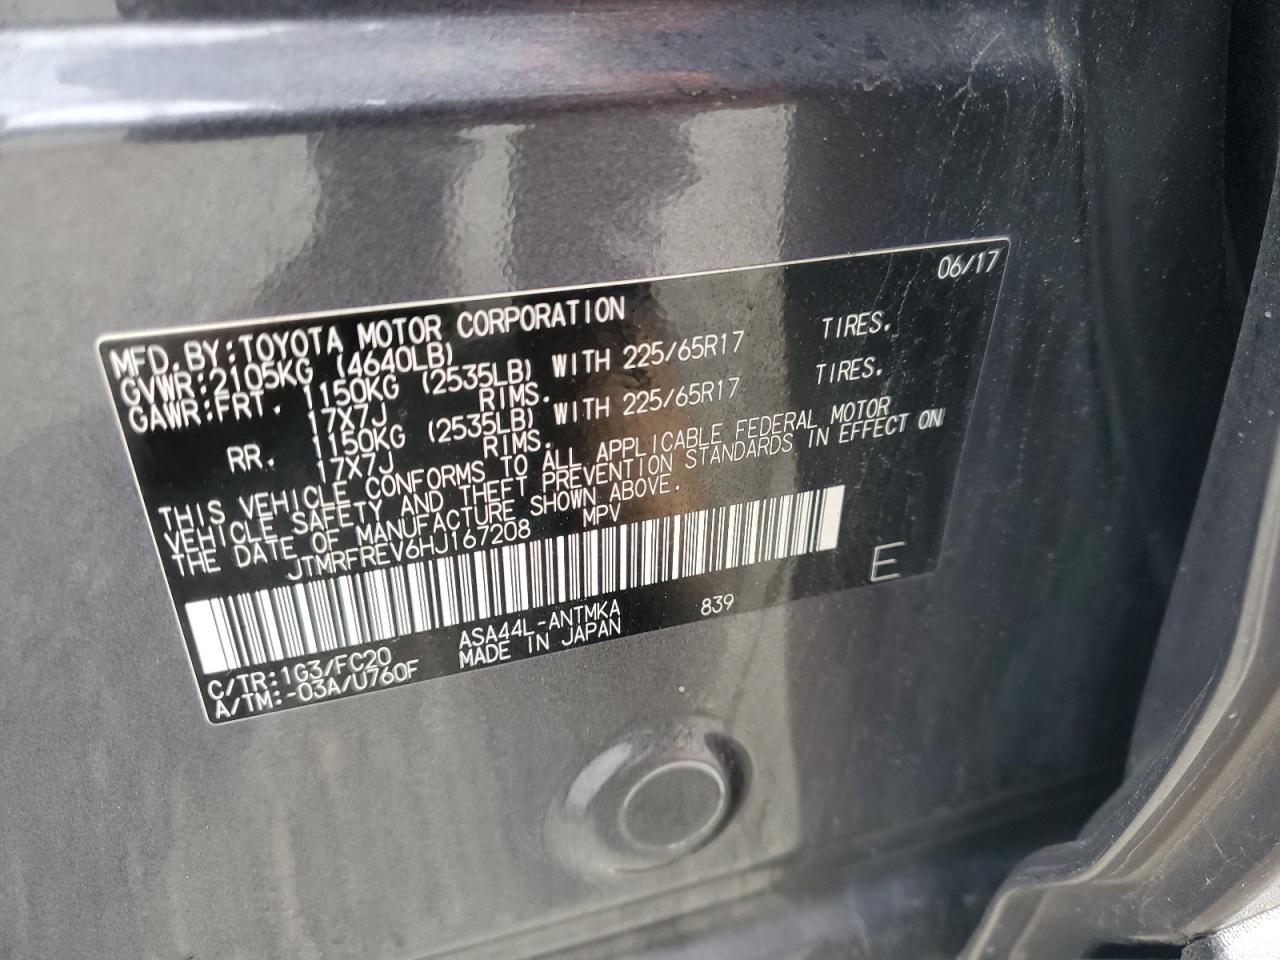 06/17
MFD.BY:TOYOTA MOTOR CORPORATION
GVWR:2105KG (4640LB)
GAWR:FRT. 1150KG (2535LB) WITH 225/65R17 TIRES.
17X7J RIMS.
RR. 1150KG (2535LB) WITH 225/65R17 TIRES.
17X7J RIMS.
THIS VEHICLE CONFORMS TO ALL APPLICABLE FEDERAL MOTOR
VEHICLE SAFETY AND THEFT PREVENTION STANDARDS IN EFFECT ON
THE DATE OF MANUFACTURE SHOWN ABOVE.
JTMRFREV6HJ167208 MPV
E
C/TR:1G3/FC20 ASA44L-ANTMKA 839
A/TM:-03A/U760F MADE IN JAPAN